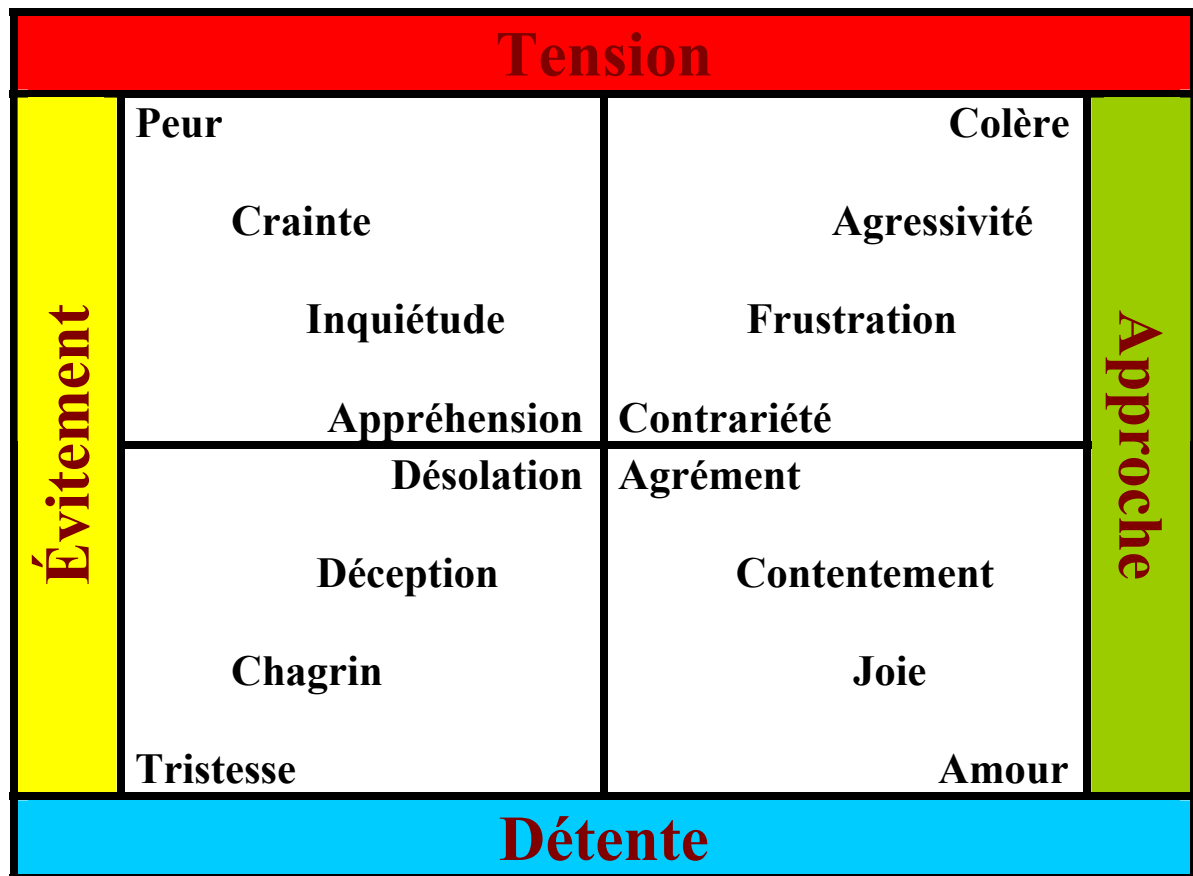 Tension
Évitement
Peur
Crainte
Inquiétude
Appréhension
Colère
Agressivité
Frustration
Contrariété
Approche
Désolation
Déception
Chagrin
Tristesse
Agrément
Contentement
Joie
Amour
Détente